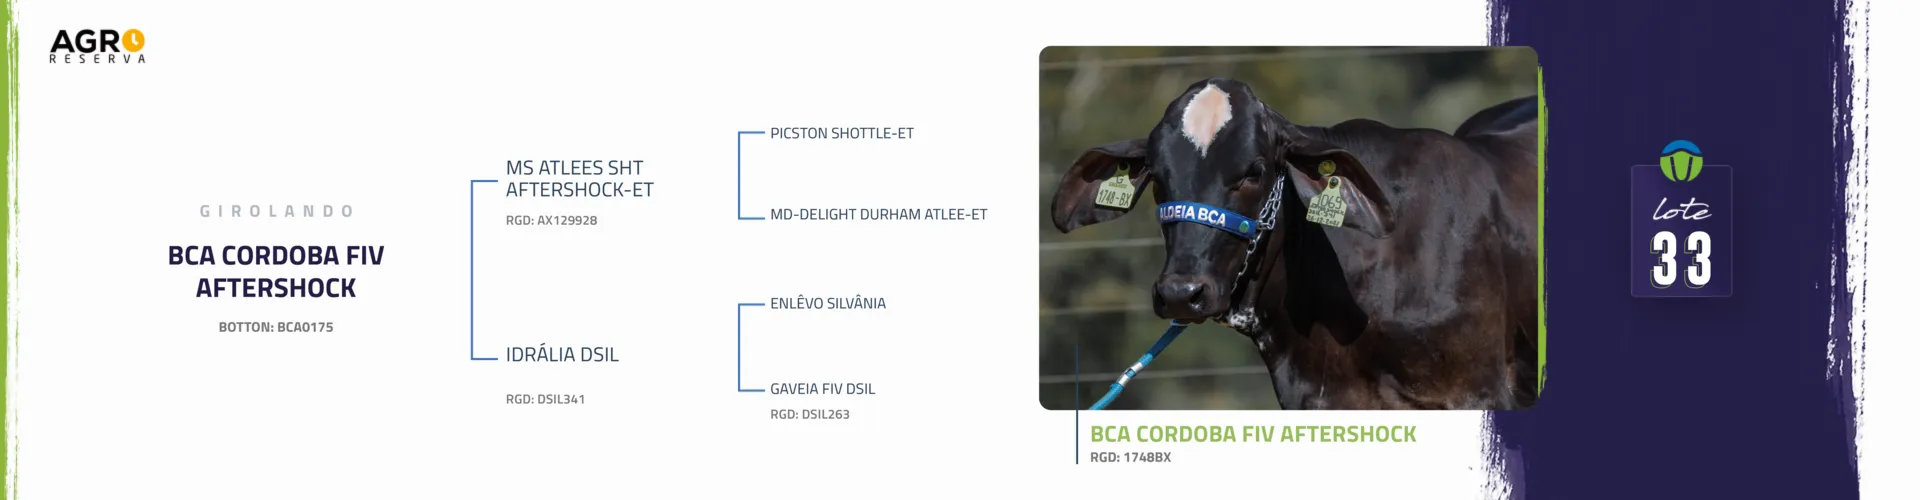 AGRO
RESERVA
GIROLANDO
BCA CORDOBA FIV
AFTERSHOCK
BOTTON: BCA0175
MS ATLEES SHT
AFTERSHOCK-ET
RGD: AX129928
IDRÁLIA DSIL
RGD: DSIL341
PICSTON SHOTTLE-ET
MD-DELIGHT DURHAM ATLEE-ET
ENLÊVO SILVÂNIA
GAVEIA FIV DSIL
RGD: DSIL263
G
1748-BX
ALDEIA BCA
1069
BCA CORDOBA FIV AFTERSHOCK
RGD: 1748BX
lote
33